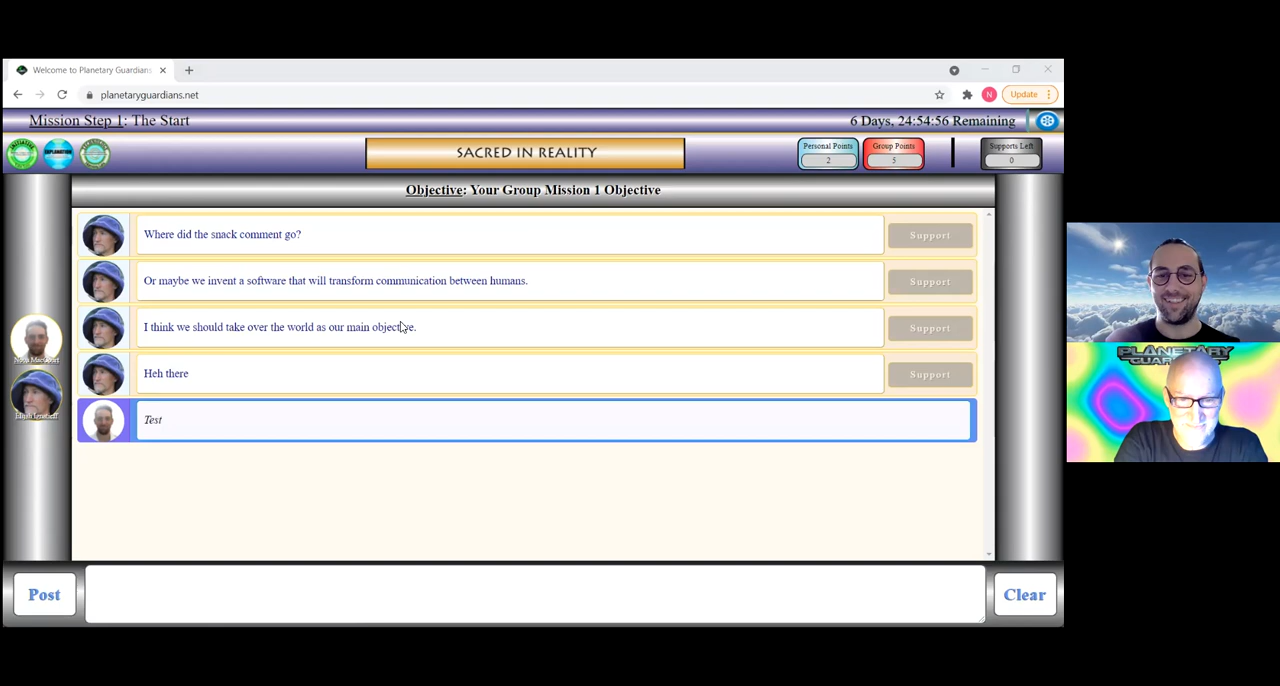 Welcome to Planetary Guardians
planetaryguardians.net
N
Update
Mission Step 1: The Start
6 Days, 24:54:56 Remaining
SACRED IN REALITY
Personal Points
2
Group Points
5
Supports Left
0
Objective: Your Group Mission 1 Objective
Where did the snack comment go?
Support
Or maybe we invent a software that will transform communication between humans.
Support
I think we should take over the world as our main objective.
Support
Heh there
Support
Test
Post
Clear
PLANETARY